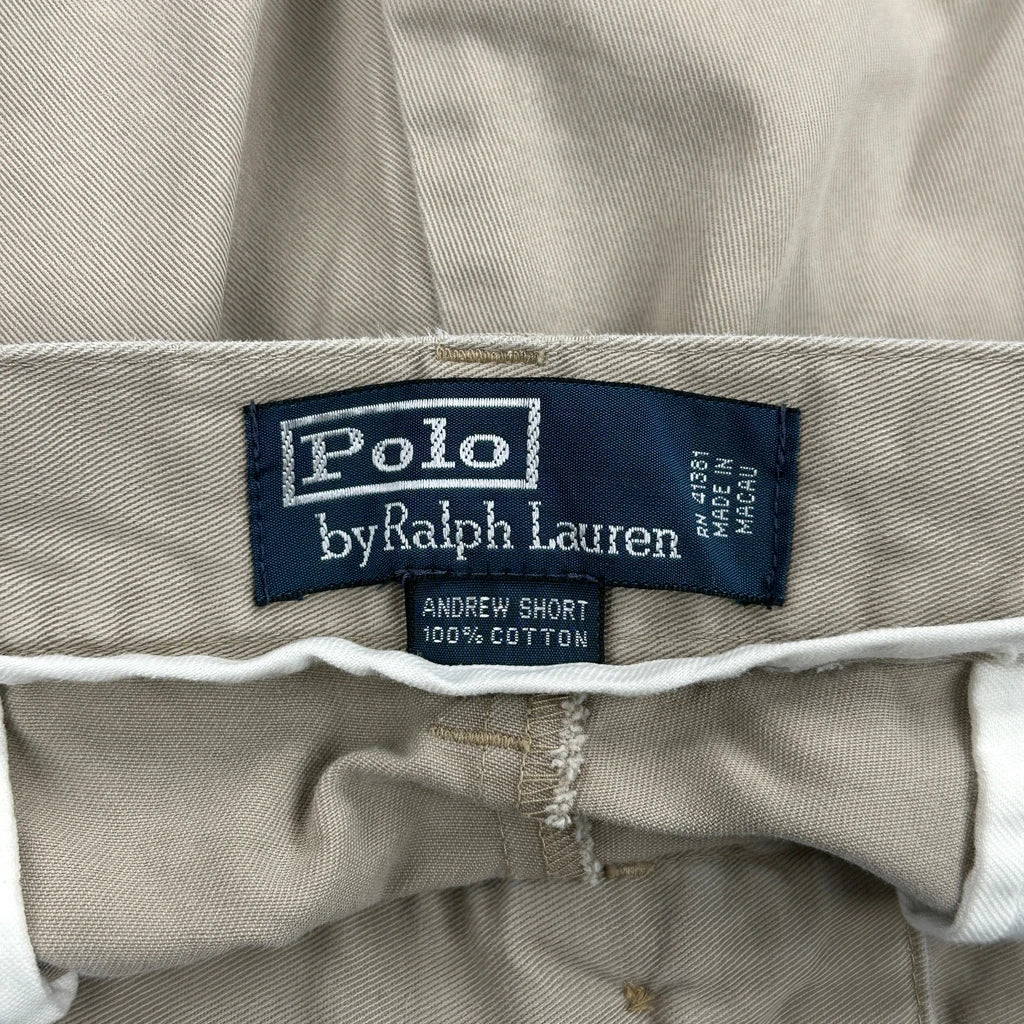 Polo
by Ralph Lauren
RN 41381
MADE IN
MACAU
ANDREW SHORT
100% COTTON